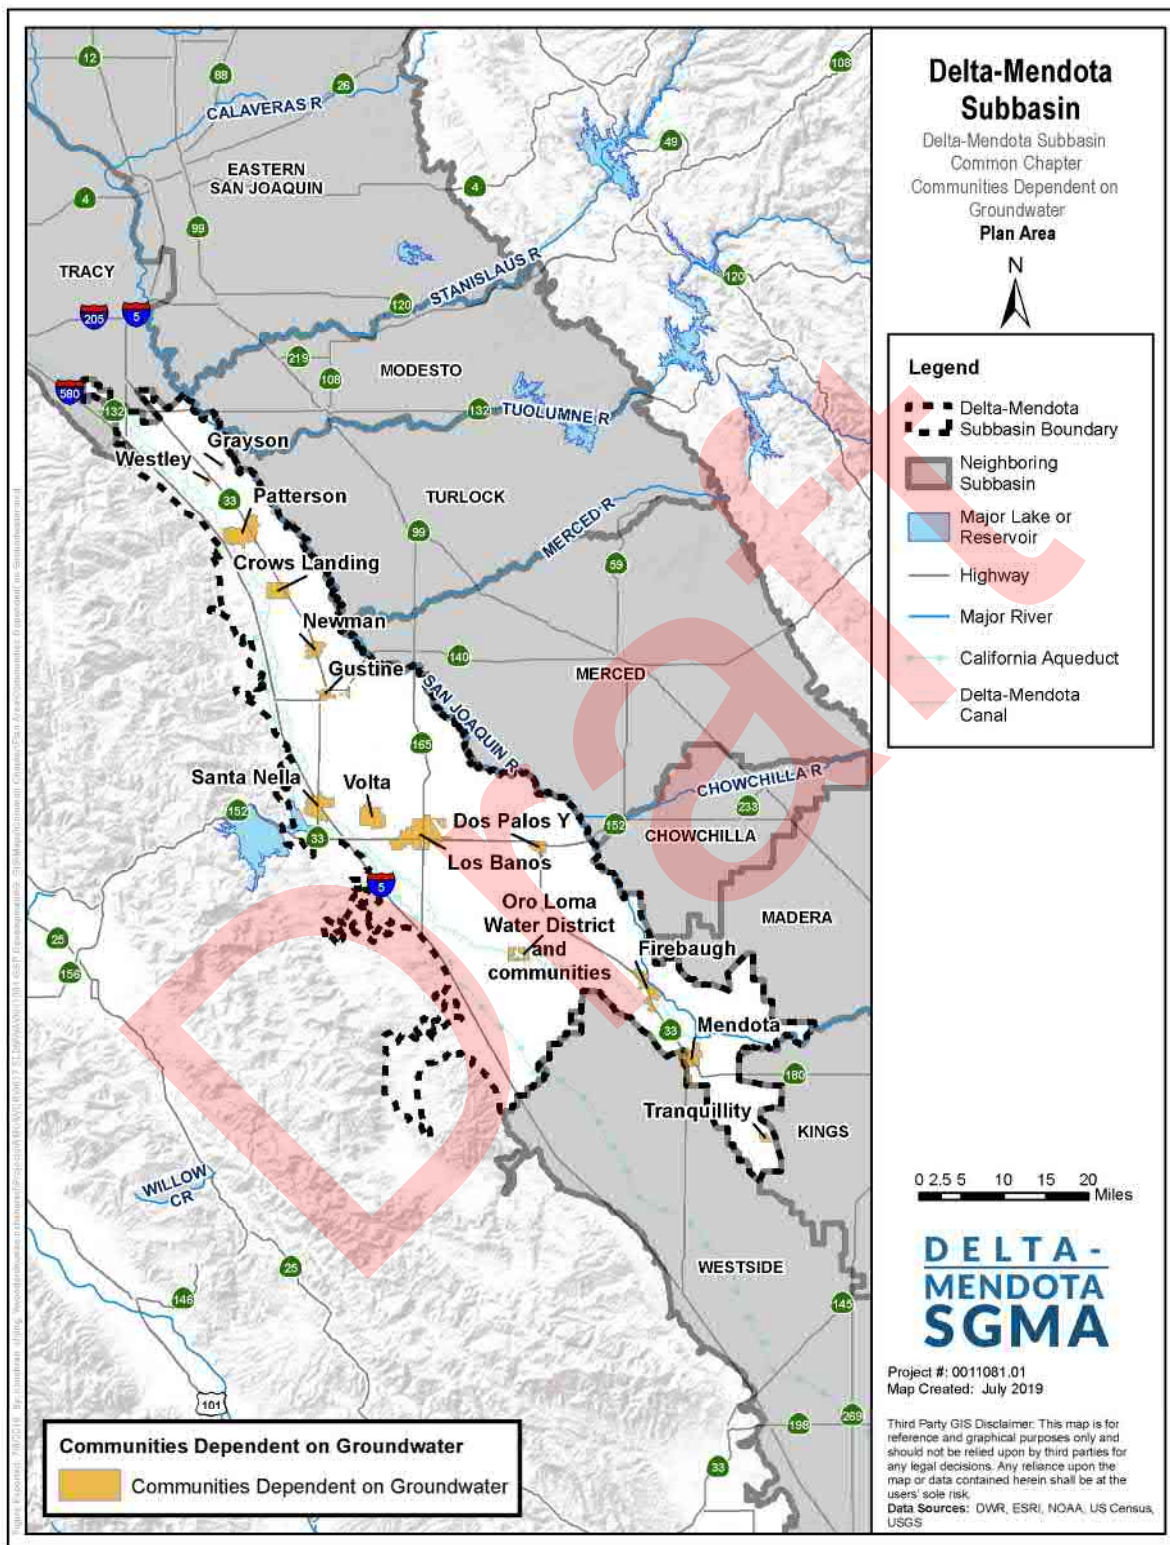 Delta-Mendota
Subbasin
Delta-Mendota Subbasin
Common Chapter
Communities Dependent on
Groundwater
Plan Area
N
Legend
Delta-Mendota
Subbasin Boundary
Neighboring
Subbasin
Major Lake or
Reservoir
Highway
Major River
California Aqueduct
Delta-Mendota
Canal
0 2.5 5 10 15 20
Miles
DELTA-
MENDOTA
SGMA
Project #: 0011081.01
Map Created: July 2019
Third Party GIS Disclaimer: This map is for
reference and graphical purposes only and
should not be relied upon by third parties for
any legal decisions. Any reliance upon the
map or data contained herein shall be at the
users' sole risk.
Data Sources: DWR, ESRI, NOAA, US Census,
USGS
12
88
26
108
CALAVERAS R
49
EASTERN
SAN JOAQUIN
4
4
99
STANISLAUS R
TRACY
120
120
205
5
219
MODESTO
108
580
132
132
TUOLUMNE R
Grayson
Westley
33
Patterson
TURLOCK
99
MERCED R
59
Crows Landing
Newman
140
Gustine
MERCED
SAN JOAQUIN R
165
Santa Nella
Volta
CHOWCHILLA R
152
233
33
Dos Palos Y
152
CHOWCHILLA
Los Banos
5
Oro Loma
Water District
and
communities
MADERA
25
156
Firebaugh
33
Mendota
180
Tranquillity
KINGS
WILLOW
CR
25
WESTSIDE
146
145
101
198
269
33
Communities Dependent on Groundwater
Communities Dependent on Groundwater
Draft